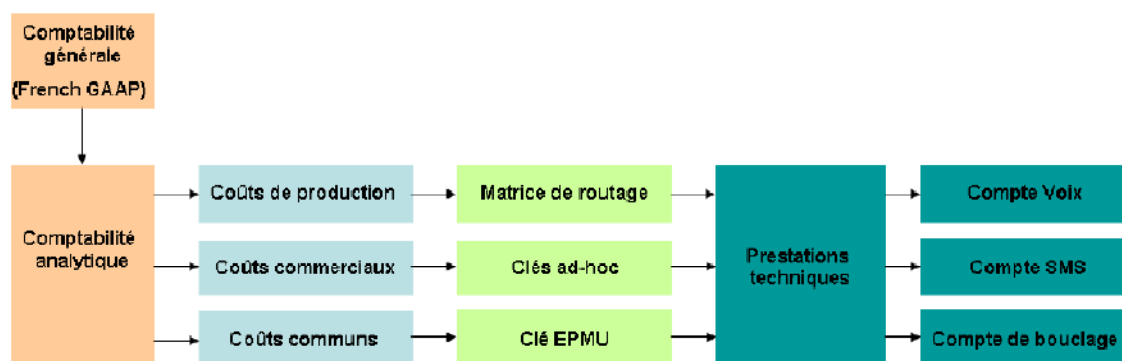 Comptabilité
générale
(French GAAP)
Comptabilité
analytique
Coûts de production
Matrice de routage
Compte Voix
Coûts commerciaux
Clés ad-hoc
Prestations
techniques
Compte SMS
Coûts communs
Clé EPMU
Compte de bouclage